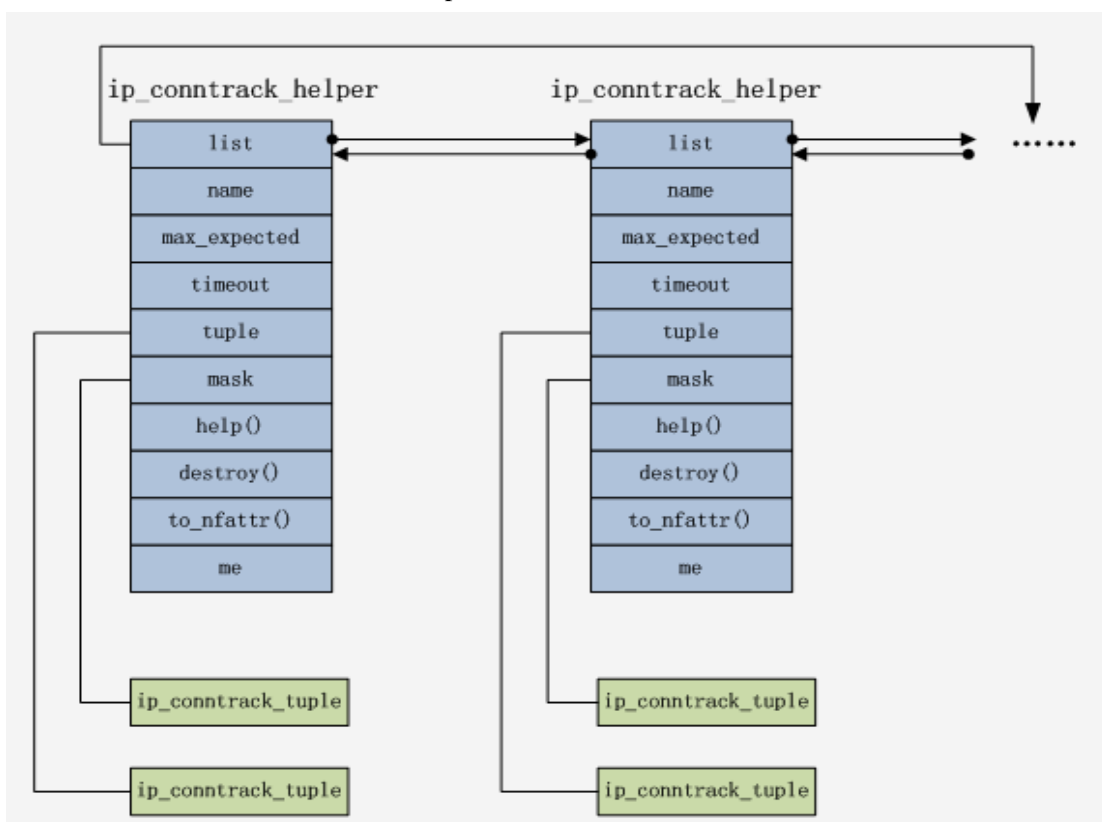 ip_conntrack_helper
list
name
max_expected
timeout
tuple
mask
help()
destroy()
to_nfattr()
me
ip_conntrack_tuple
ip_conntrack_tuple
ip_conntrack_helper
list
name
max_expected
timeout
tuple
mask
help()
destroy()
to_nfattr()
me
ip_conntrack_tuple
ip_conntrack_tuple
……